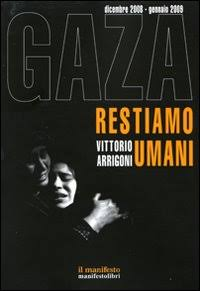 dicembre 2008 - gennaio 2009
GAZA
RESTIAMO
VITTORIO
ARRIGONI
UMANI
il manifesto
manifestolibri